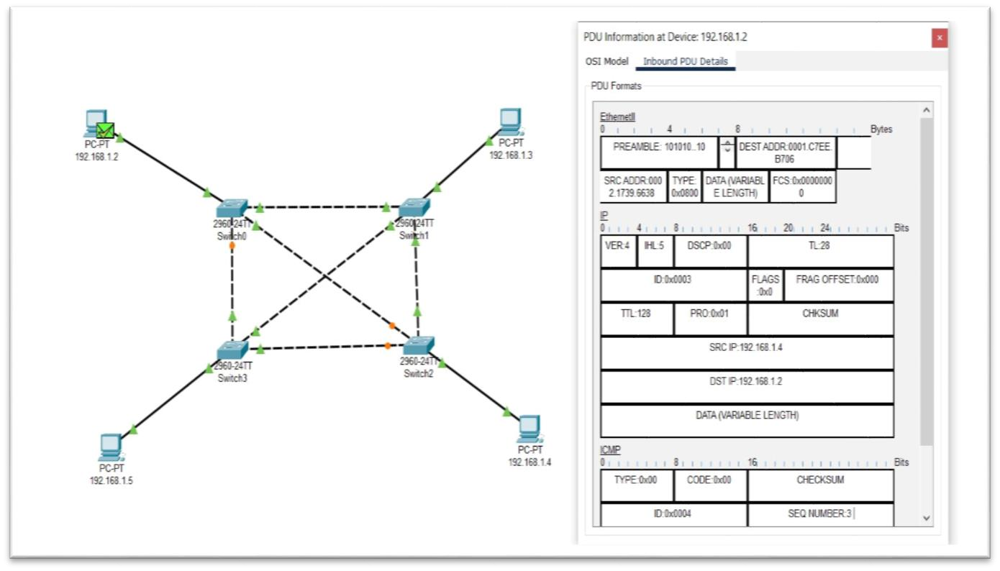 PC-PT
192.168.1.2
PC-PT
192.168.1.3
2960-24TT
Switch0
2960-24TT
Switch1
2960-24TT
Switch3
2960-24TT
Switch2
PC-PT
192.168.1.5
PC-PT
192.168.1.4
PDU Information at Device: 192.168.1.2
x
OSI Model
Inbound PDU Details
PDU Formats
EthernetII
0 4 8 Bytes
PREAMBLE: 101010..10
DEST ADDR:0001.C7EE.
B706
SRC ADDR:000
2.1739.6638
TYPE:
0x0800
DATA (VARIABL
E LENGTH)
FCS:0x0000000
0
IP
0 4 8 16 20 24 Bits
VER:4
IHL:5
DSCP:0x00
TL:28
ID:0x0003
FLAGS
:0x0
FRAG OFFSET:0x000
TTL:128
PRO:0x01
CHKSUM
SRC IP:192.168.1.4
DST IP:192.168.1.2
DATA (VARIABLE LENGTH)
ICMP
0 8 16 Bits
TYPE:0x00
CODE:0x00
CHECKSUM
ID:0x0004
SEQ NUMBER:3